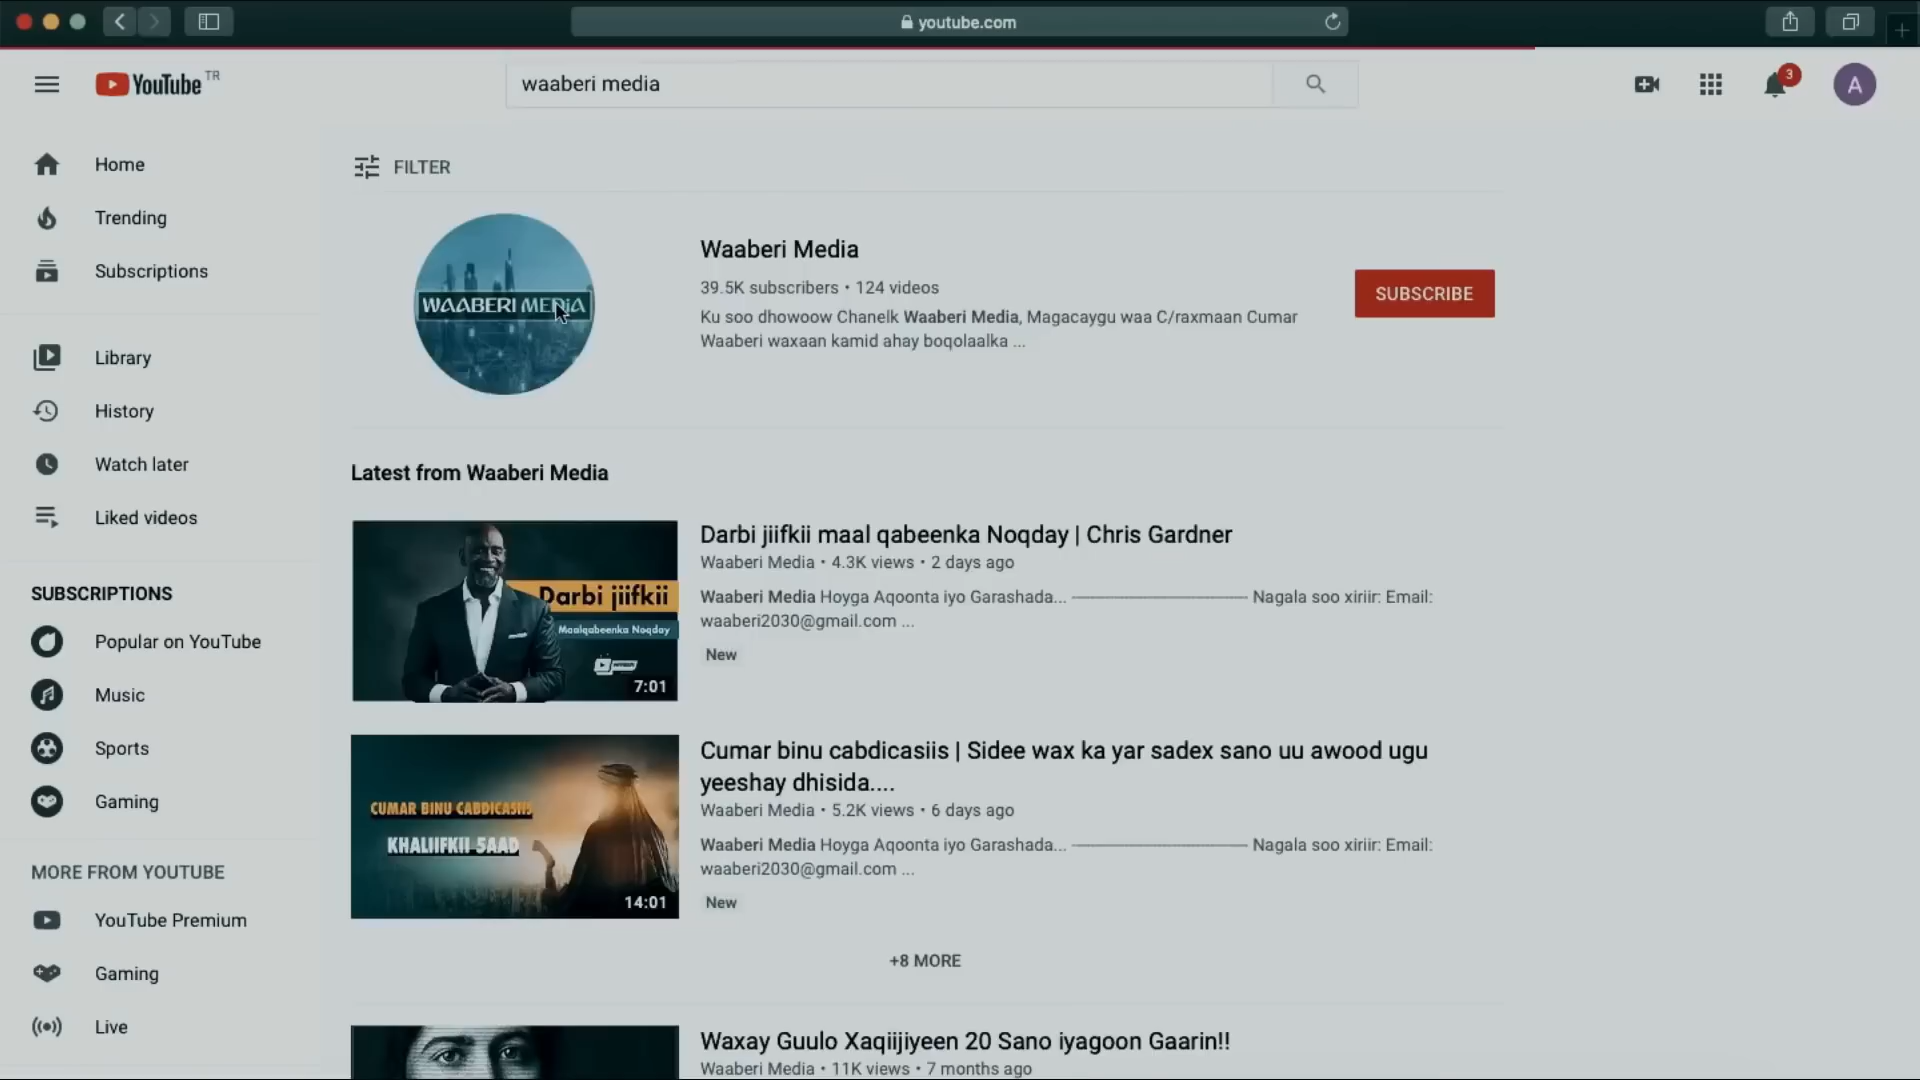 youtube.com
YouTube TR
waaberi media
3
A
Home
Trending
Subscriptions
Library
History
Watch later
Liked videos
SUBSCRIPTIONS
Popular on YouTube
Music
Sports
Gaming
MORE FROM YOUTUBE
YouTube Premium
Gaming
Live
FILTER
WAABERI MEDIA
Waaberi Media
39.5K subscribers • 124 videos
Ku soo dhowoow Chanelk Waaberi Media, Magacaygu waa C/raxmaan Cumar
Waaberi waxaan kamid ahay boqolaalka ...
SUBSCRIBE
Latest from Waaberi Media
Darbi jiifkii
Maalqabeenka Noqday
7:01
Darbi jiifkii maal qabeenka Noqday | Chris Gardner
Waaberi Media • 4.3K views • 2 days ago
Waaberi Media Hoyga Aqoonta iyo Garashada... ---------------------------------------- Nagala soo xiriir: Email:
waaberi2030@gmail.com ...
New
CUMAR BINU CABDICASIIS
KHALIIFKII 5AAD
14:01
Cumar binu cabdicasiis | Sidee wax ka yar sadex sano uu awood ugu
yeeshay dhisida....
Waaberi Media • 5.2K views • 6 days ago
Waaberi Media Hoyga Aqoonta iyo Garashada... ---------------------------------------- Nagala soo xiriir: Email:
waaberi2030@gmail.com ...
New
+8 MORE
Waxay Guulo Xaqiijiyeen 20 Sano iyagoon Gaarin!!
Waaberi Media • 11K views • 7 months ago